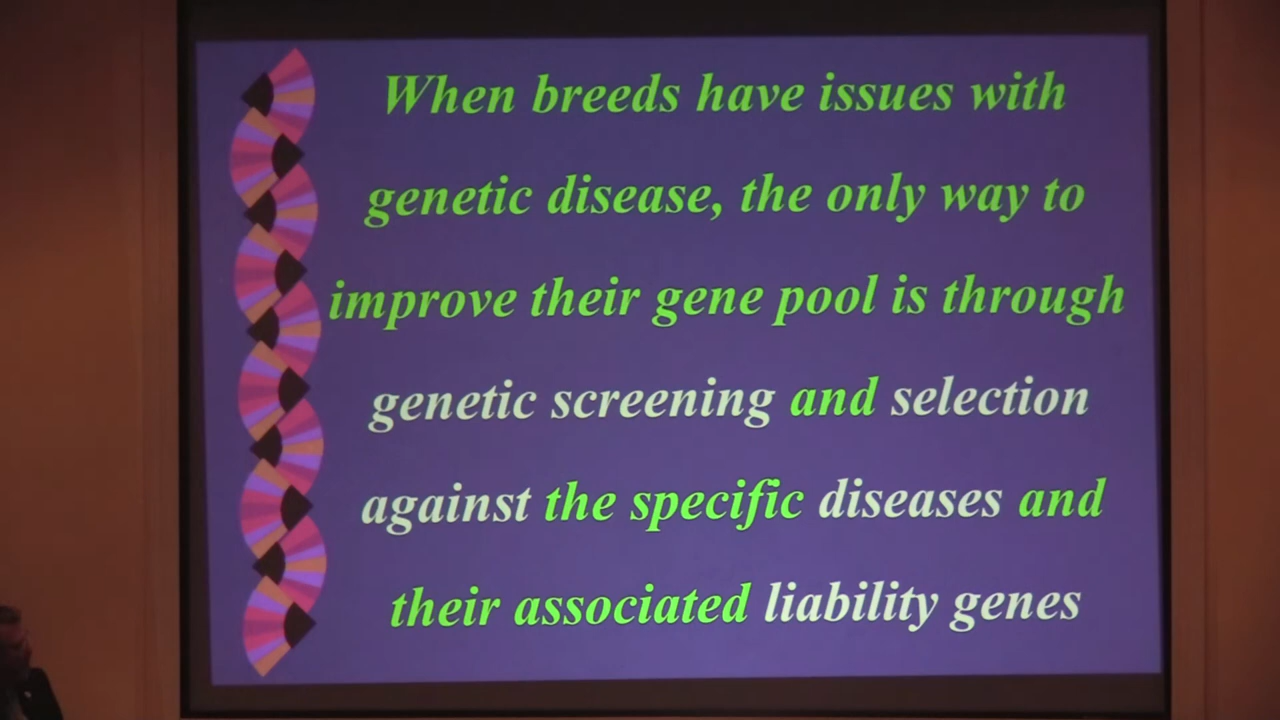 When breeds have issues with
genetic disease, the only way to
improve their gene pool is through
genetic screening and selection
against the specific diseases and
their associated liability genes